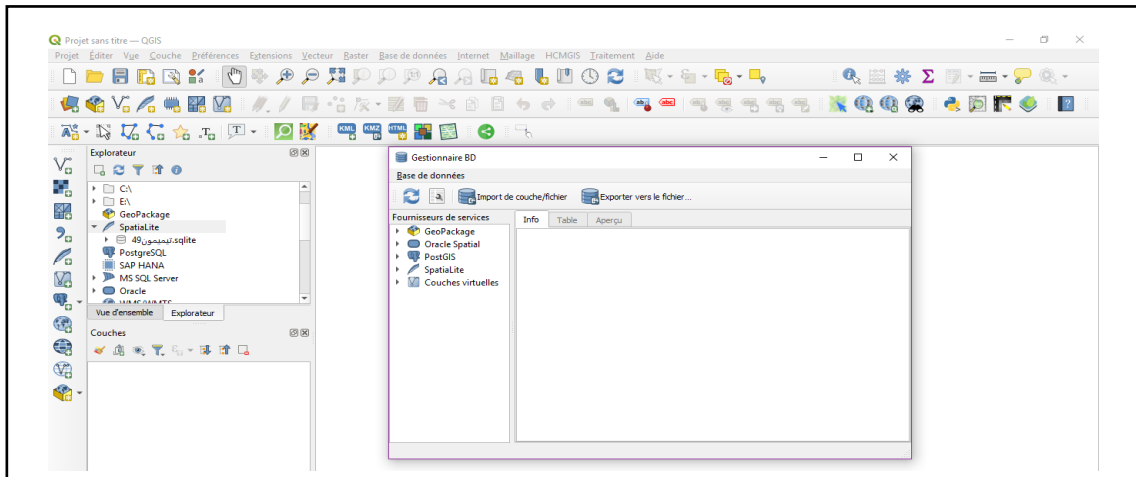 Projet sans titre — QGIS
Projet Éditer Vue Couche Préférences Extensions Vecteur Raster Base de données Internet Maillage HCMGIS Traitement Aide
KML KMZ HTML
Explorateur
C:\
E:\
GeoPackage
SpatiaLite
تيميمون49.sqlite
PostgreSQL
SAP HANA
MS SQL Server
Oracle
WMS/WMTS
Vue d'ensemble Explorateur
Couches
Gestionnaire BD
Base de données
Import de couche/fichier Exporter vers le fichier...
Fournisseurs de services
GeoPackage
Oracle Spatial
PostGIS
SpatiaLite
Couches virtuelles
Info Table Aperçu